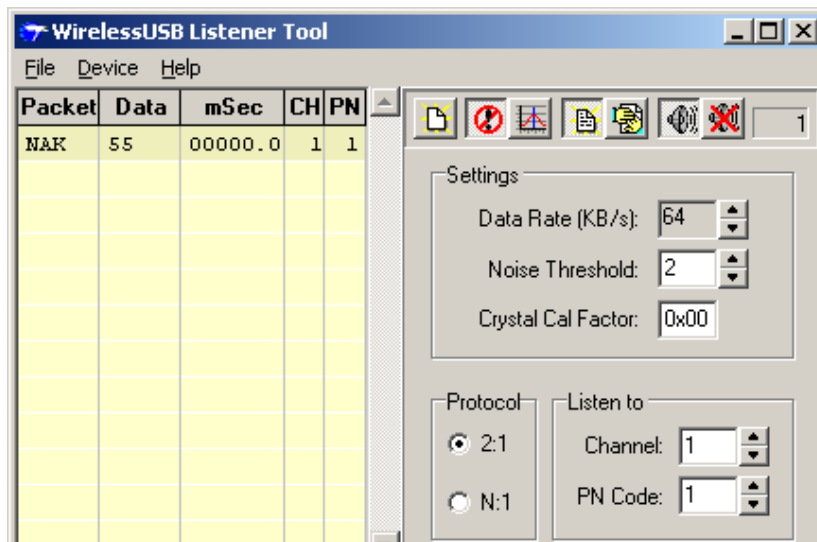 WirelessUSB Listener Tool
File Device Help
Packet Data mSec CH PN
NAK 55 00000.0 1 1
1
Settings
Data Rate (KB/s): 64
Noise Threshold: 2
Crystal Cal Factor: 0x00
Protocol
2:1
N:1
Listen to
Channel: 1
PN Code: 1